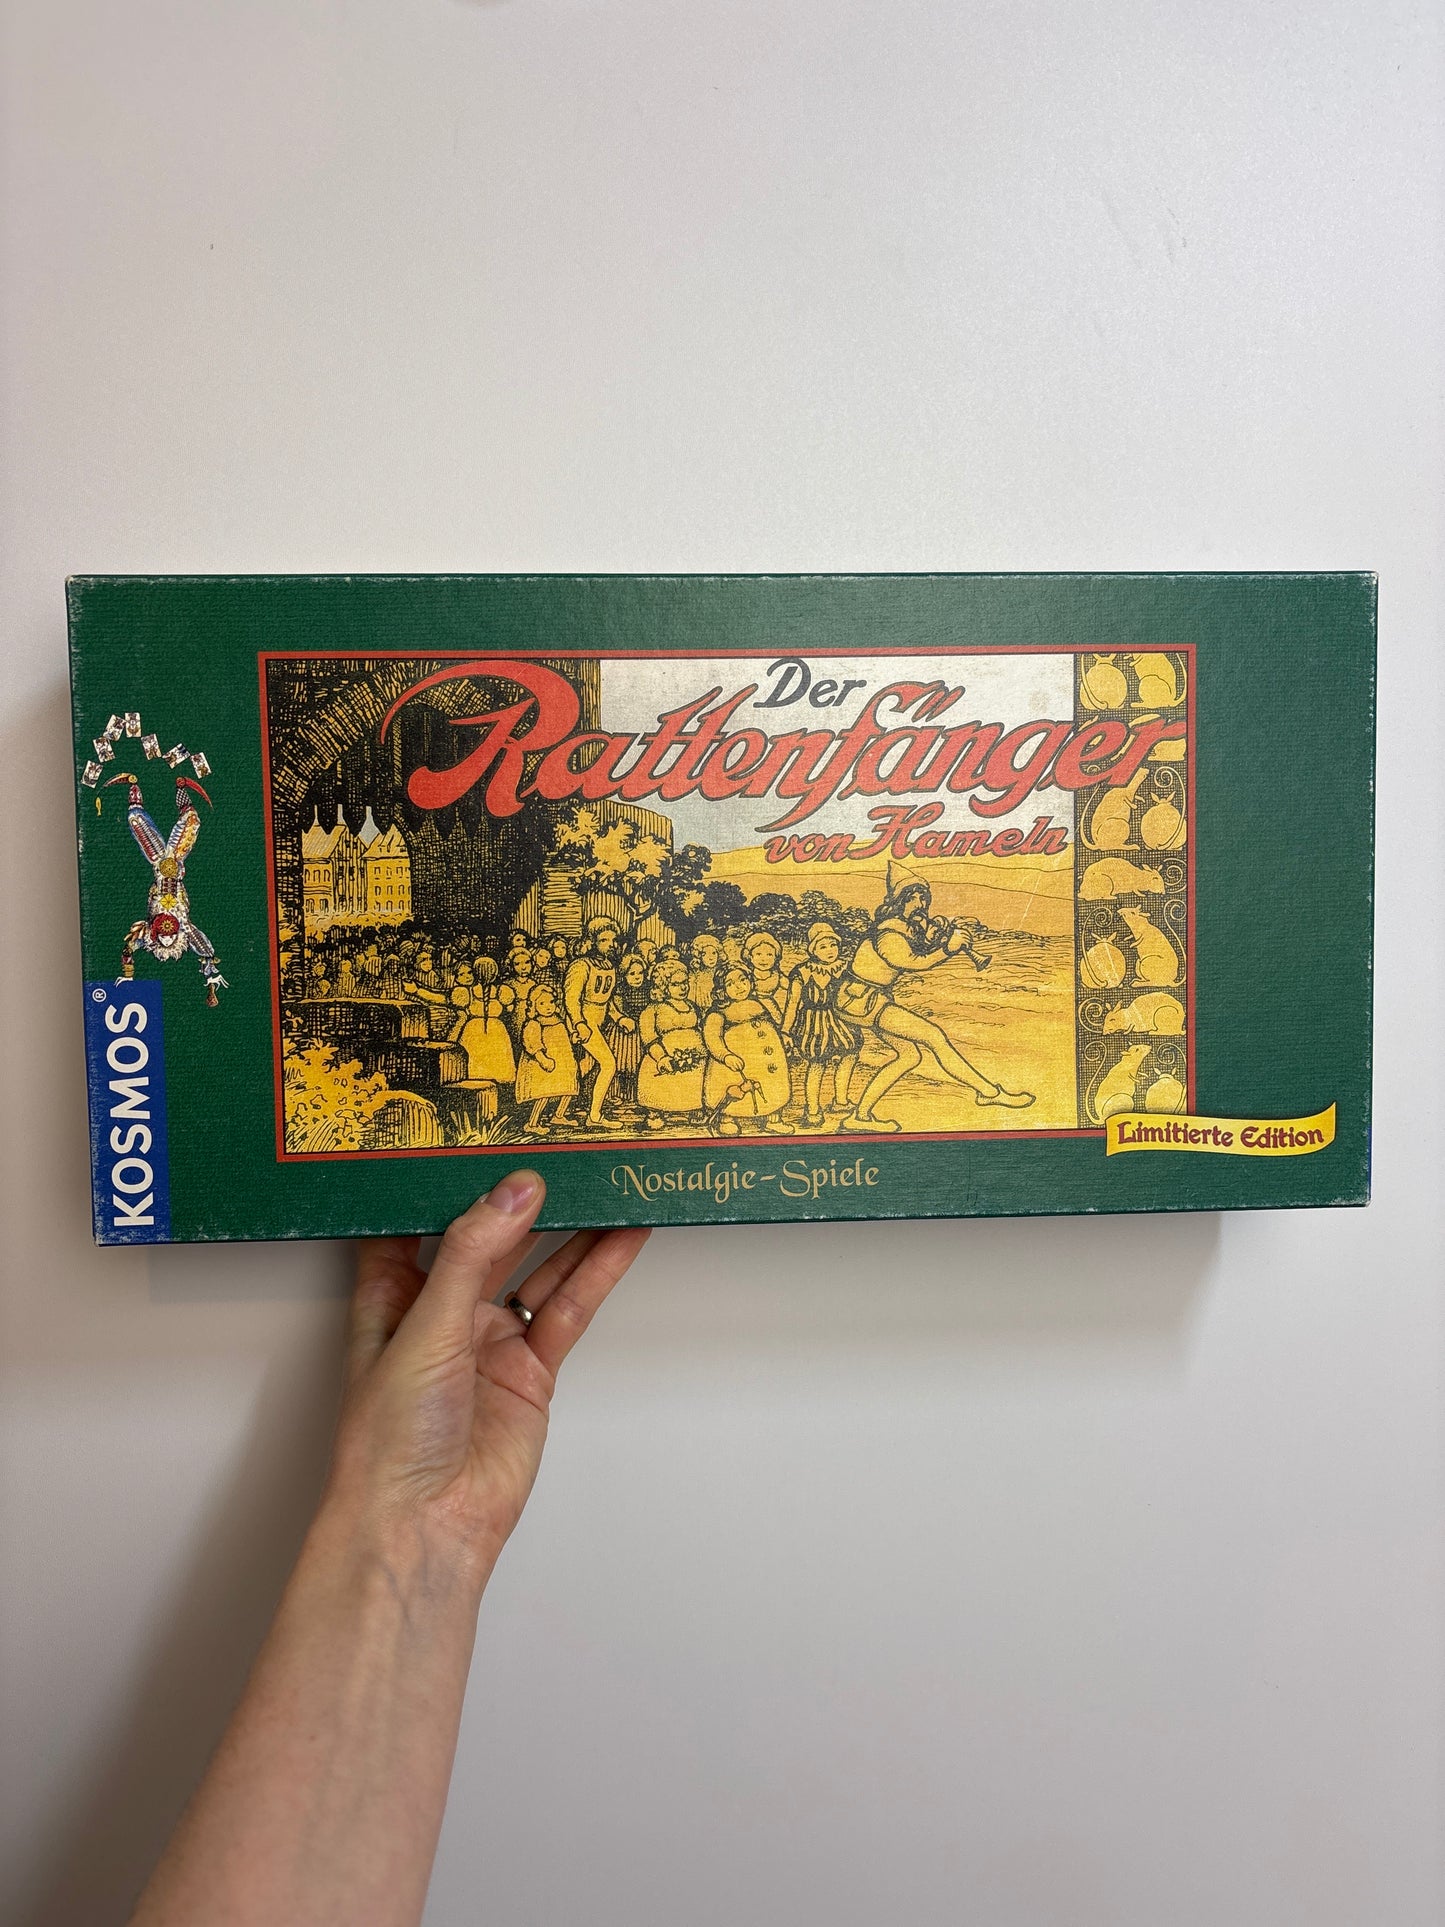 Der
Rattenfänger
von Hameln
KOSMOS®
Limitierte Edition
Nostalgie-Spiele